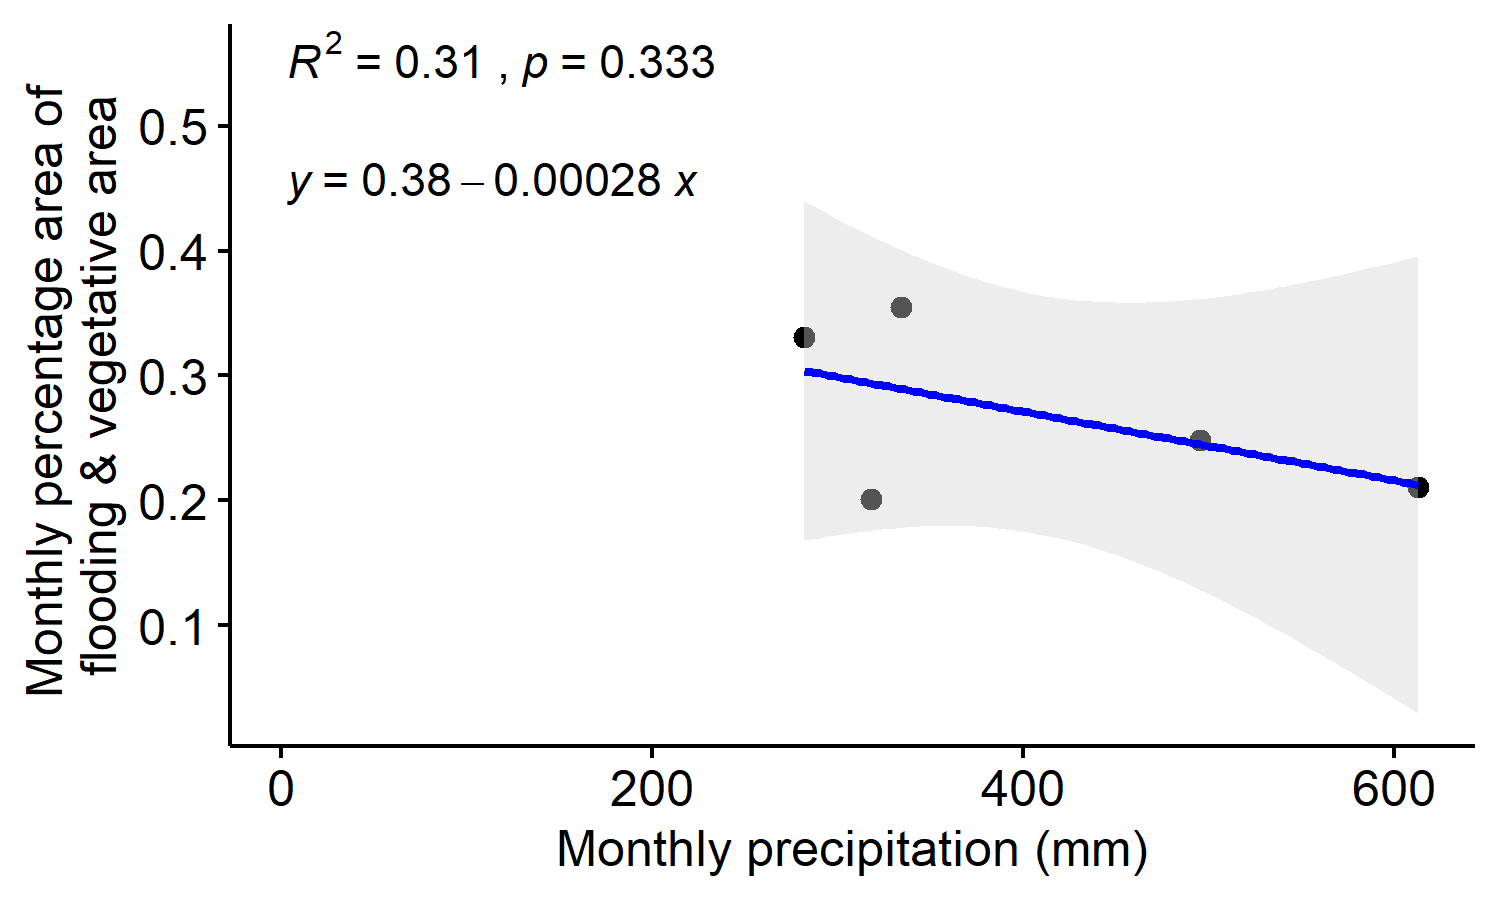 R² = 0.31 , p = 0.333
y = 0.38 – 0.00028 x
Monthly percentage area of
flooding & vegetative area
0.5
0.4
0.3
0.2
0.1
0 200 400 600
Monthly precipitation (mm)